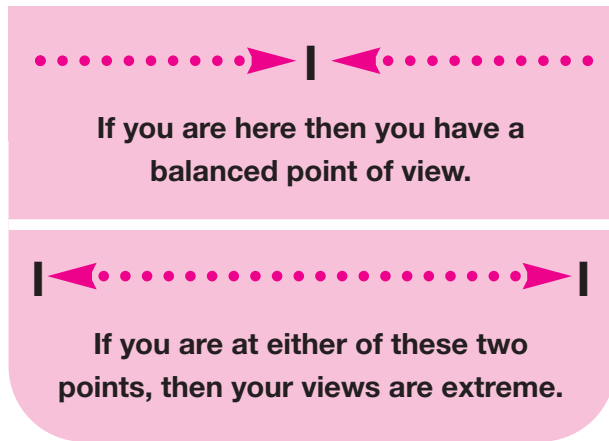 If you are here then you have a
balanced point of view.
If you are at either of these two
points, then your views are extreme.